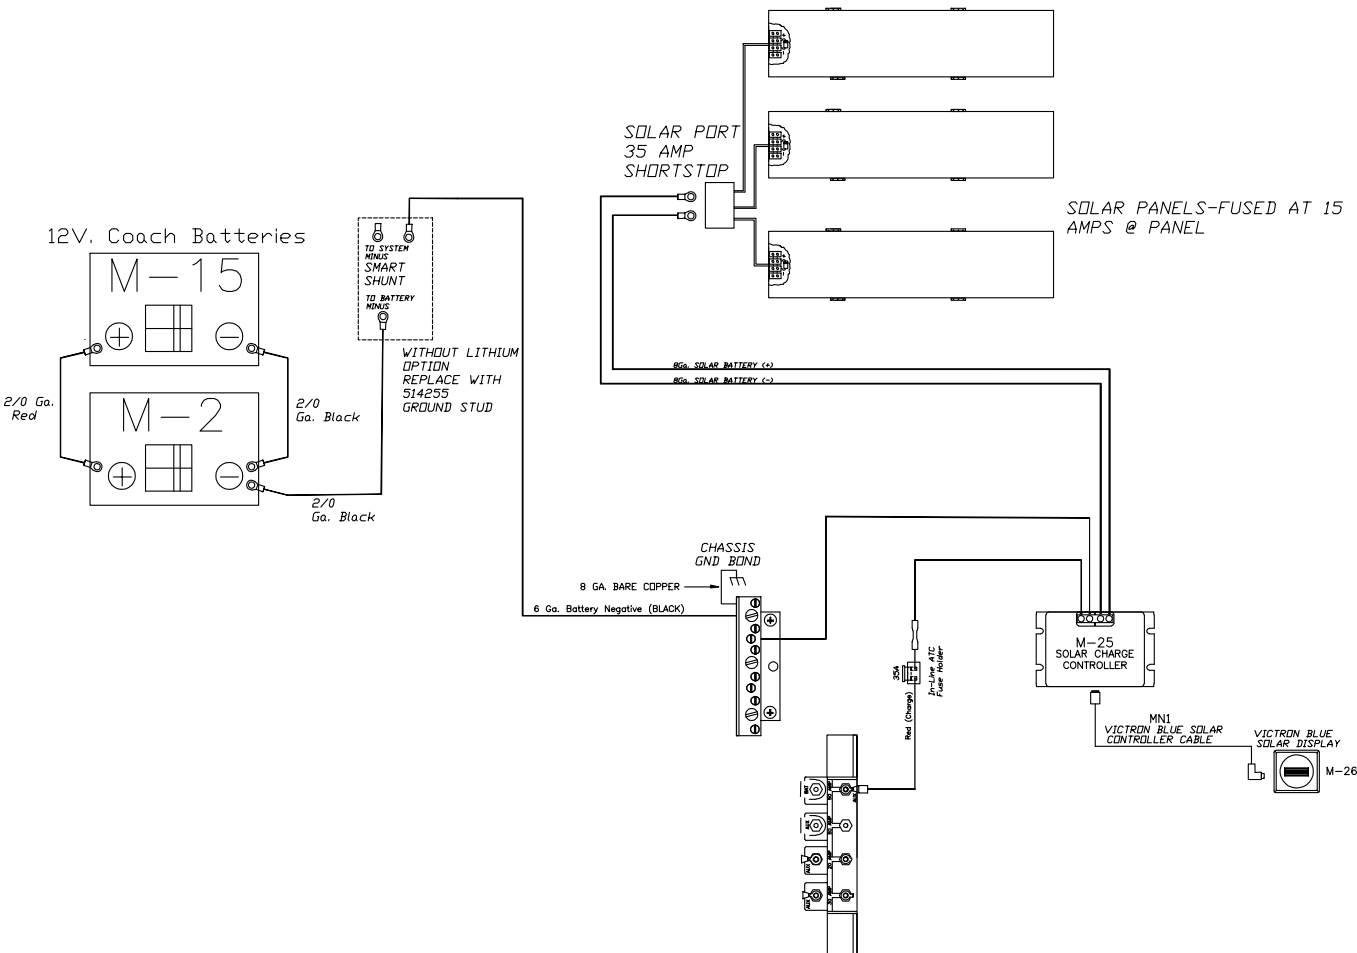 SOLAR PORT
35 AMP
SHORTSTOP
SOLAR PANELS-FUSED AT 15
AMPS @ PANEL
12V. Coach Batteries
M-15
M-2
2/0 Ga.
Red
2/0
Ga. Black
2/0
Ga. Black
TO SYSTEM
MINUS
SMART
SHUNT
TO BATTERY
MINUS
WITHOUT LITHIUM
OPTION
REPLACE WITH
514255
GROUND STUD
8Ga. SOLAR BATTERY (+)
8Ga. SOLAR BATTERY (-)
CHASSIS
GND BOND
8 GA. BARE COPPER
6 Ga. Battery Negative (BLACK)
M-25
SOLAR CHARGE
CONTROLLER
35A
In-Line ATC
Fuse Holder
Red (Charge)
MN1
VICTRON BLUE SOLAR
CONTROLLER CABLE
VICTRON BLUE
SOLAR DISPLAY
M-26
BAT
AUX
AUX
AUX